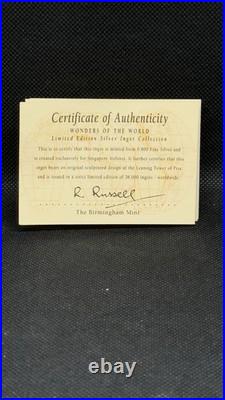 Certificate of Authenticity
WONDERS OF THE WORLD
Limited Edition Silver Ingot Collection
This is to certify that this ingot is minted from 0.999 Fine Silver and
is created exclusively for Singapore Airlines. It further certifies that this
ingot bears an original sculptured design of the Leaning Tower of Pisa
and is issued in a strict limited edition of 38,000 ingots - worldwide.
R. Russell
The Birmingham Mint